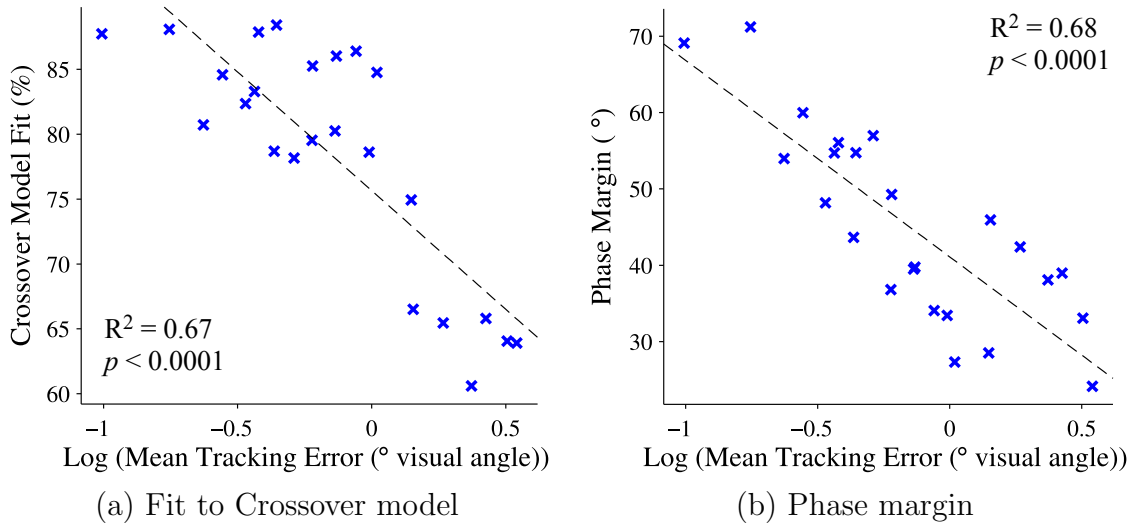 Crossover Model Fit (%)
85
80
75
70
65
60
R² = 0.67
p < 0.0001
−1
−0.5
0
0.5
Log (Mean Tracking Error (° visual angle))
(a) Fit to Crossover model
Phase Margin (°)
70
60
50
40
30
R² = 0.68
p < 0.0001
−1
−0.5
0
0.5
Log (Mean Tracking Error (° visual angle))
(b) Phase margin